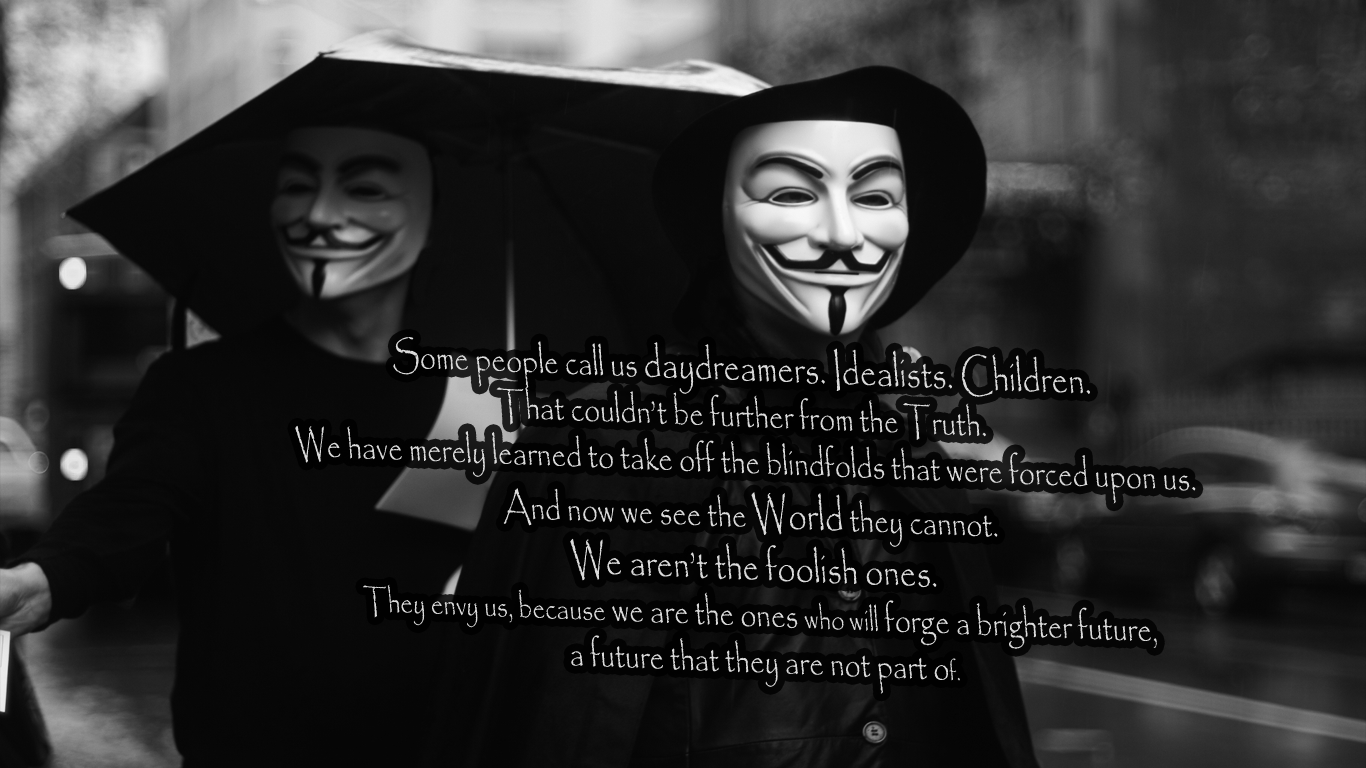 Some people call us daydreamers. Idealists. Children.
That couldn't be further from the Truth.
We have merely learned to take off the blindfolds that were forced upon us.
And now we see the World they cannot.
We aren't the foolish ones.
They envy us, because we are the ones who will forge a brighter future,
a future that they are not part of.